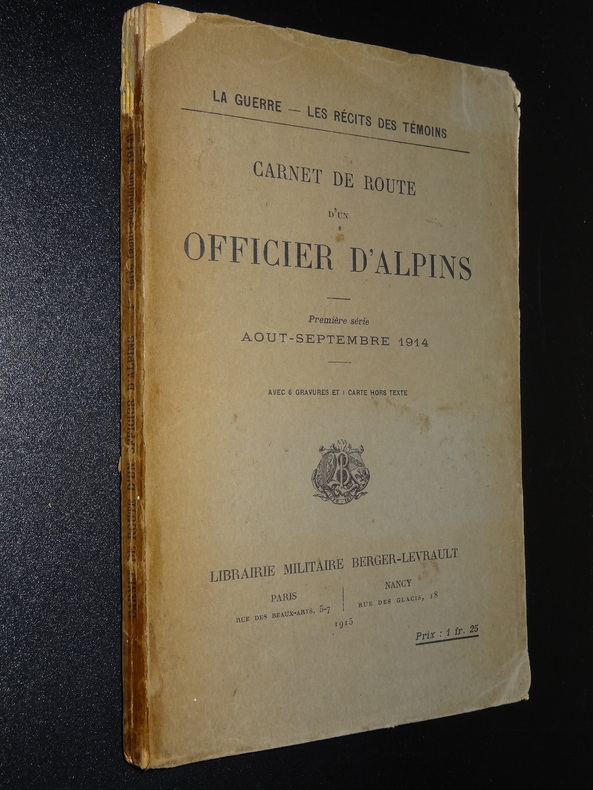 LA GUERRE — LES RÉCITS DES TÉMOINS
CARNET DE ROUTE
D'UN
OFFICIER D'ALPINS
Première série
AOUT-SEPTEMBRE 1914
AVEC 6 GRAVURES ET 1 CARTE HORS TEXTE
LIBRAIRIE MILITAIRE BERGER-LEVRAULT
PARIS
RUE DES BEAUX-ARTS, 5-7
NANCY
RUE DES GLACIS, 18
1915
Prix : 1 fr. 25